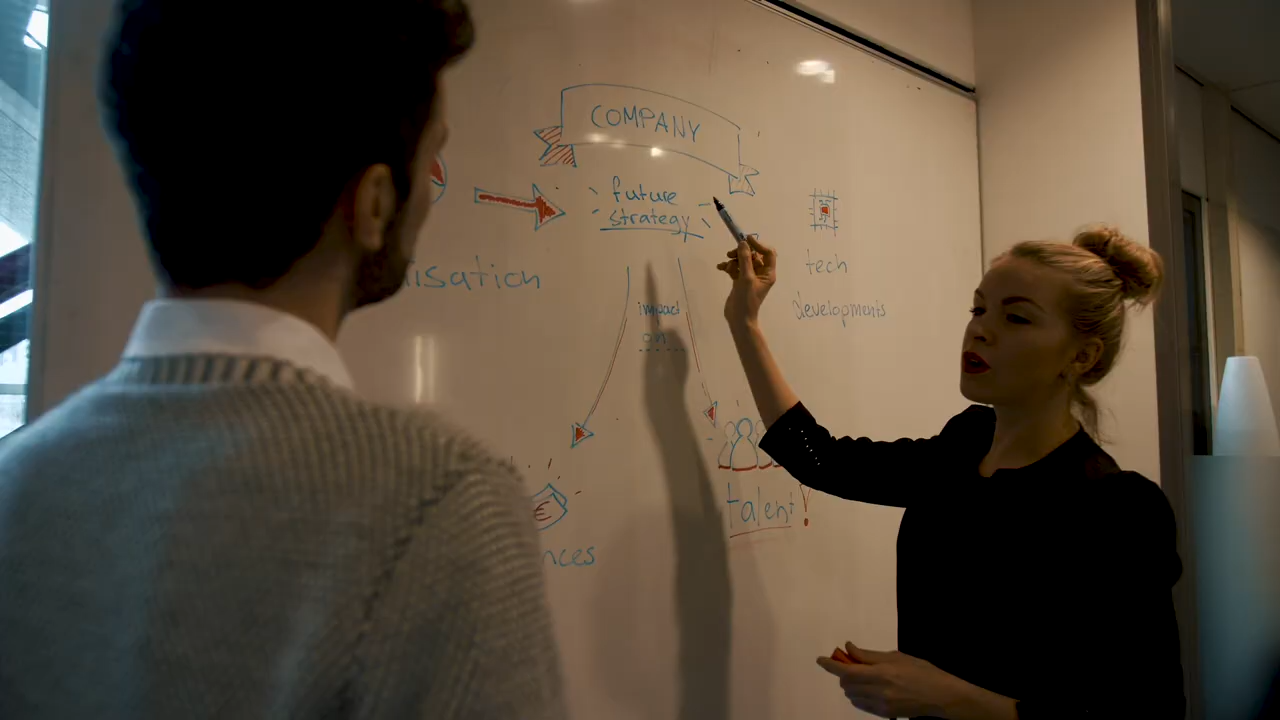 COMPANY
future
strategy
isation
tech
developments
impact
on
talent!
€
nces